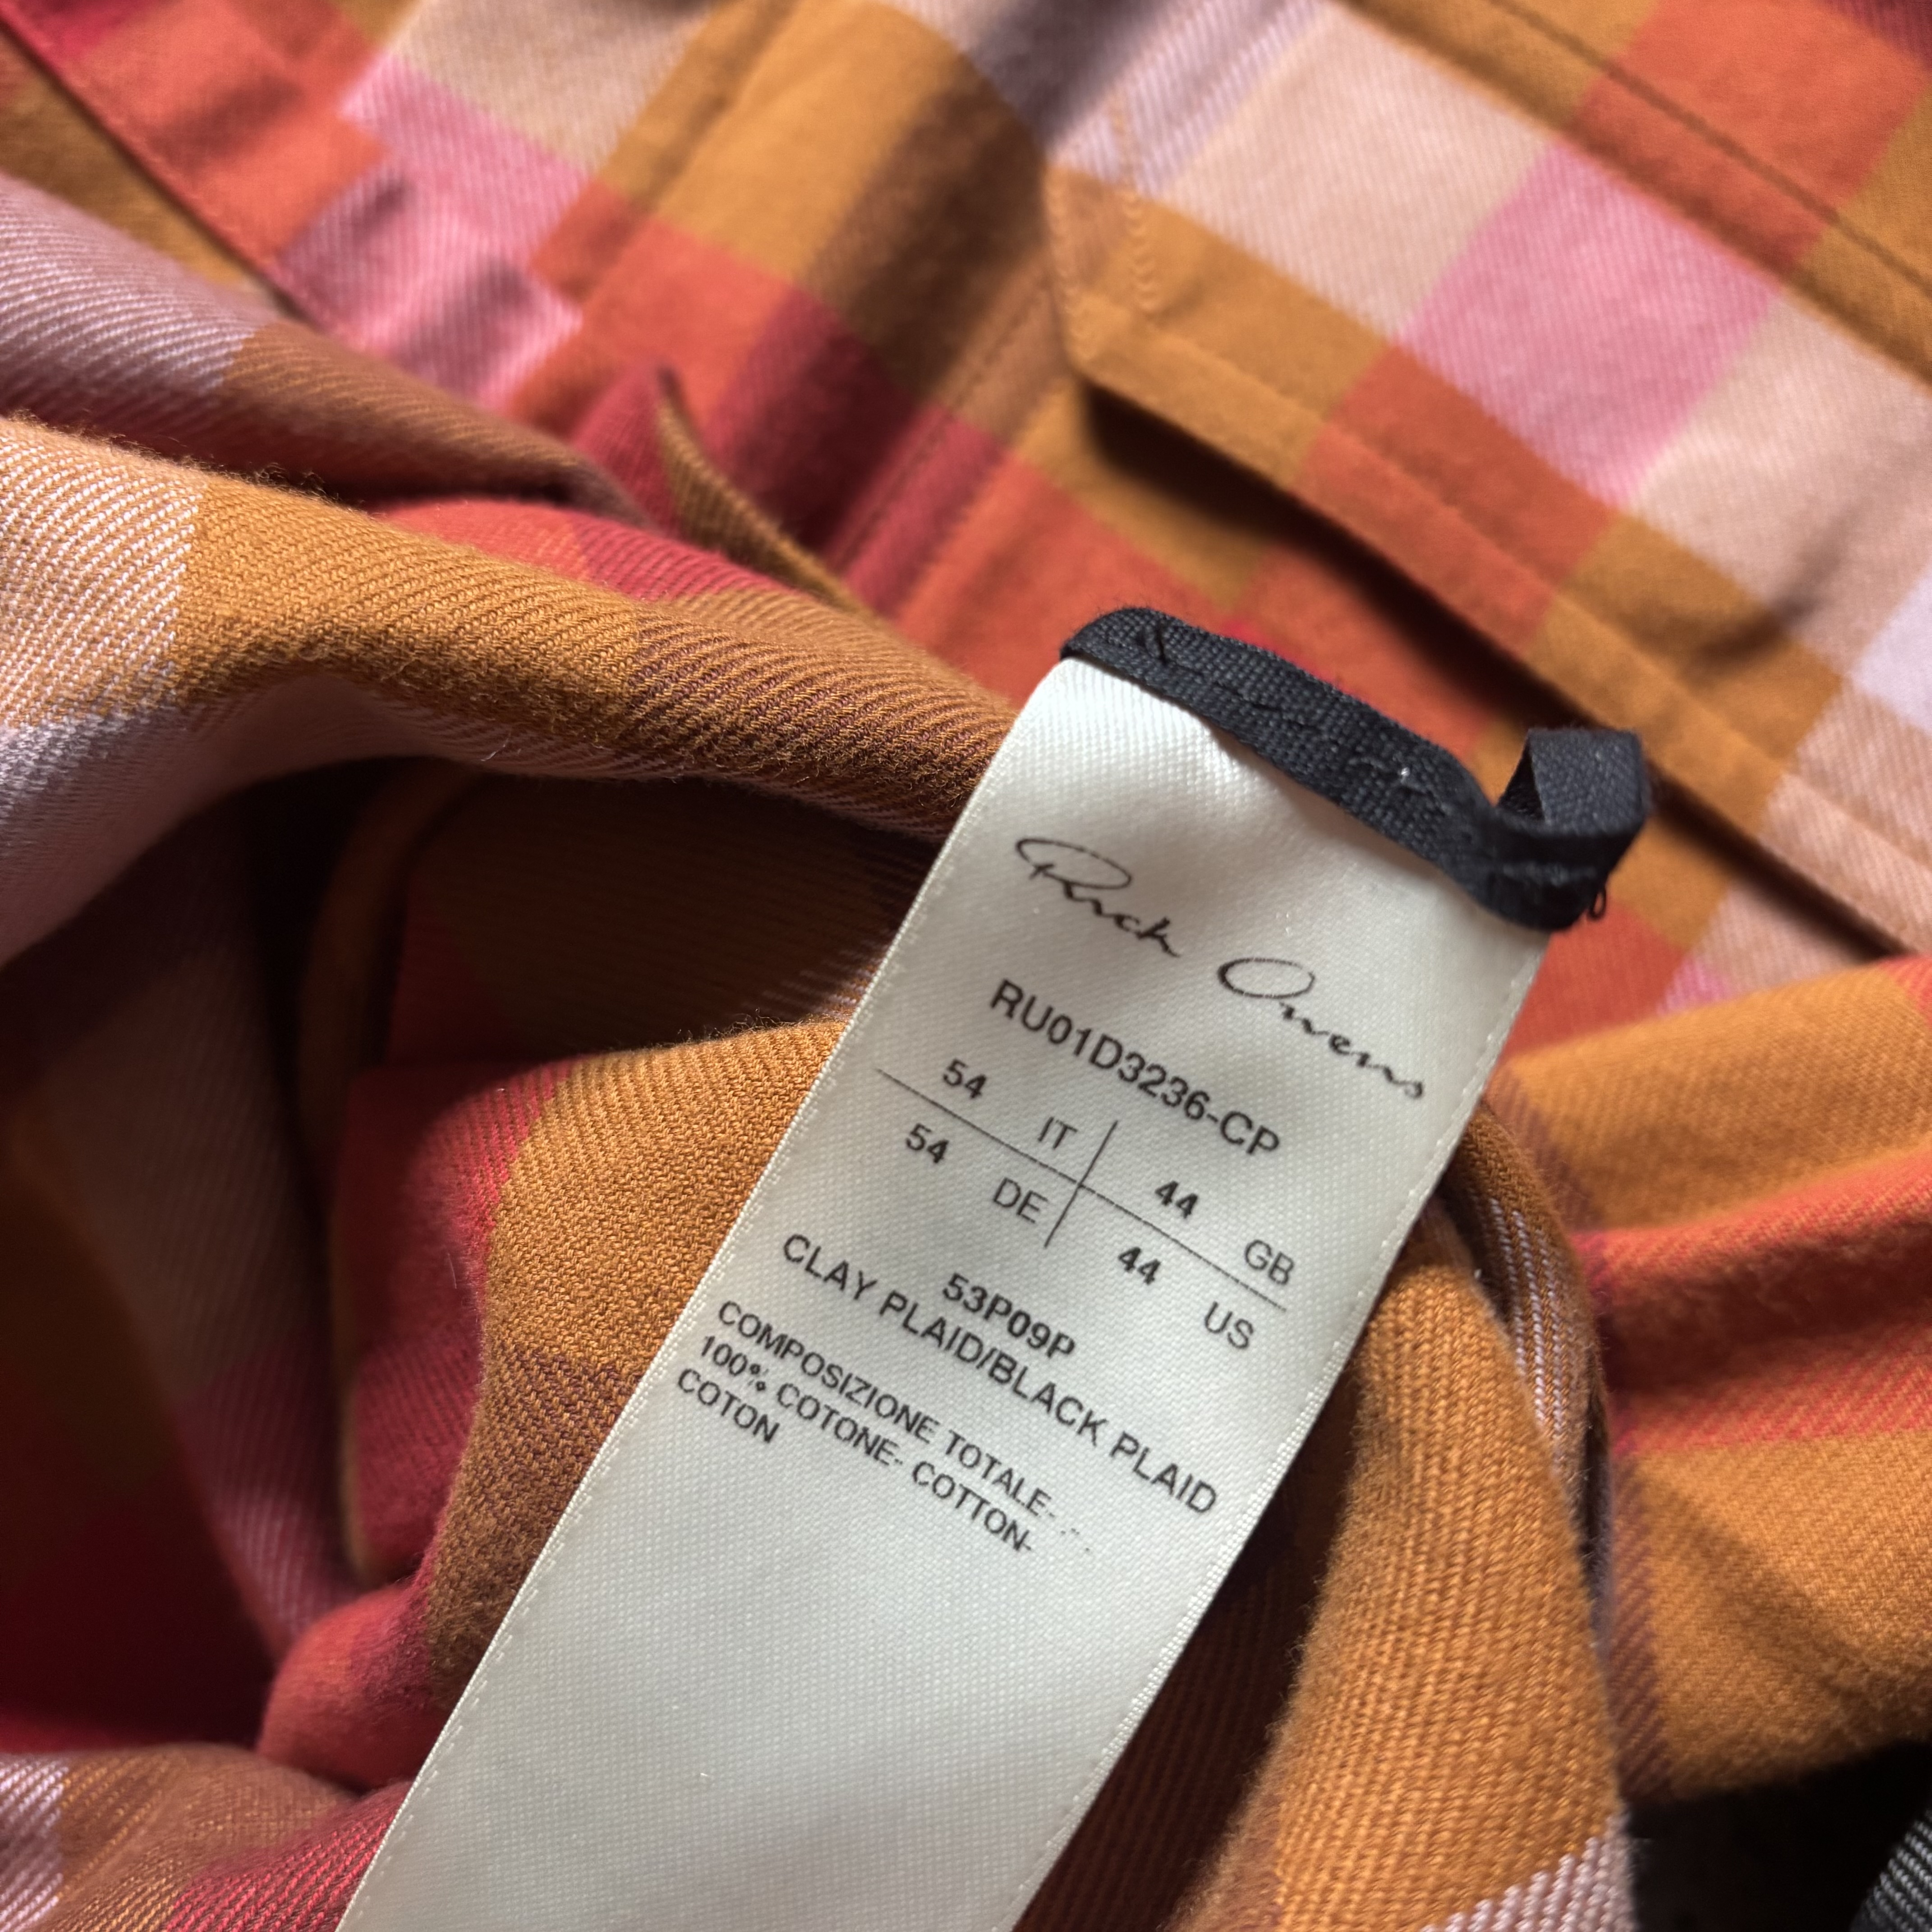 Rick Owens
RU01D3236-CP
54 IT 44 GB
54 DE 44 US
53P09P
CLAY PLAID/BLACK PLAID
COMPOSIZIONE TOTALE-
100% COTONE- COTTON-
COTON